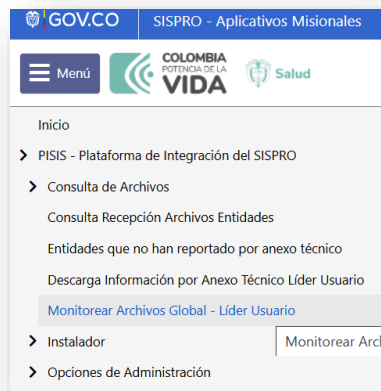 GOV.CO
SISPRO - Aplicativos Misionales
Menú
COLOMBIA
POTENCIA DE LA
VIDA
Salud
Inicio
PISIS - Plataforma de Integración del SISPRO
Consulta de Archivos
Consulta Recepción Archivos Entidades
Entidades que no han reportado por anexo técnico
Descarga Información por Anexo Técnico Líder Usuario
Monitorear Archivos Global - Líder Usuario
Instalador
Monitorear Arch
Opciones de Administración